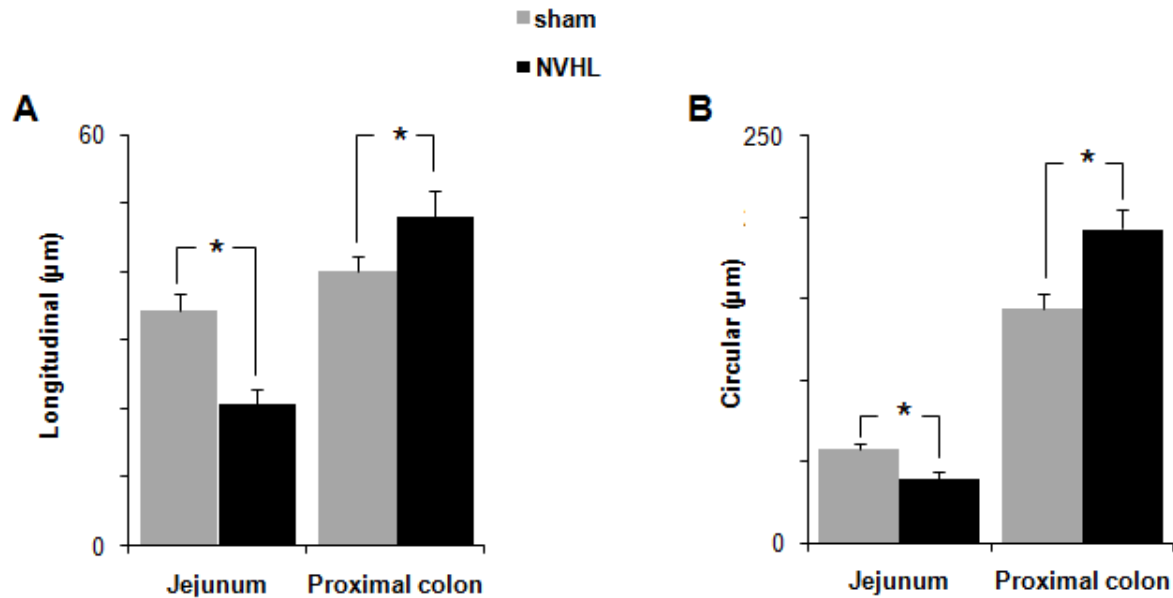 sham
NVHL
A
B
60
*
*
0
Longitudinal (µm)
Jejunum Proximal colon
250
*
*
0
Circular (µm)
Jejunum Proximal colon